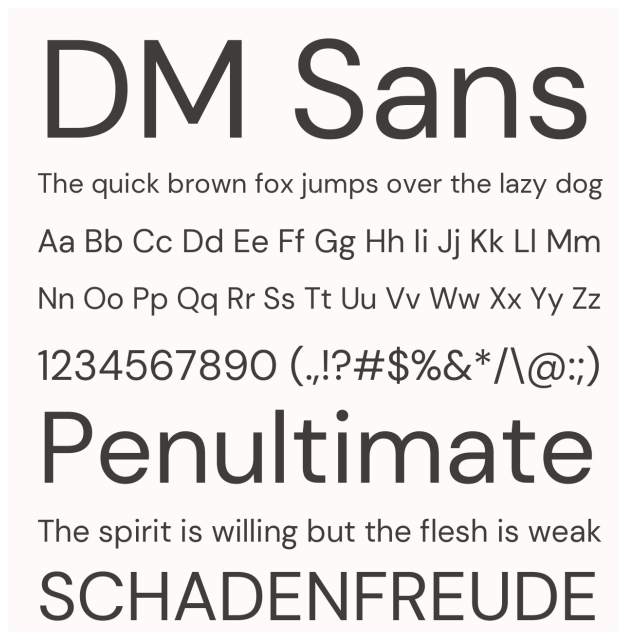 DM Sans
The quick brown fox jumps over the lazy dog
Aa Bb Cc Dd Ee Ff Gg Hh Ii Jj Kk Ll Mm
Nn Oo Pp Qq Rr Ss Tt Uu Vv Ww Xx Yy Zz
1234567890 (.,!?#$%&*/\@:;)
Penultimate
The spirit is willing but the flesh is weak
SCHADENFREUDE